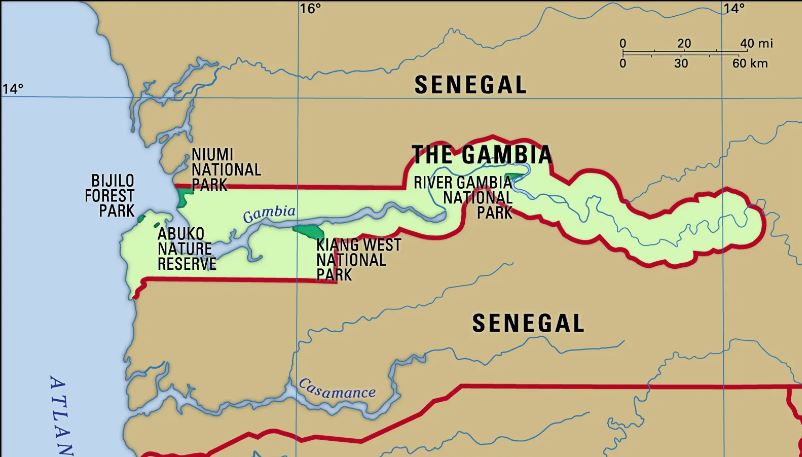 16°
14°
0 20 40 mi
0 30 60 km
14°
SENEGAL
THE GAMBIA
NIUMI
NATIONAL
PARK
BIJILO
FOREST
PARK
RIVER GAMBIA
NATIONAL
PARK
Gambia
ABUKO
NATURE
RESERVE
KIANG WEST
NATIONAL
PARK
SENEGAL
Casamance
ATLAN